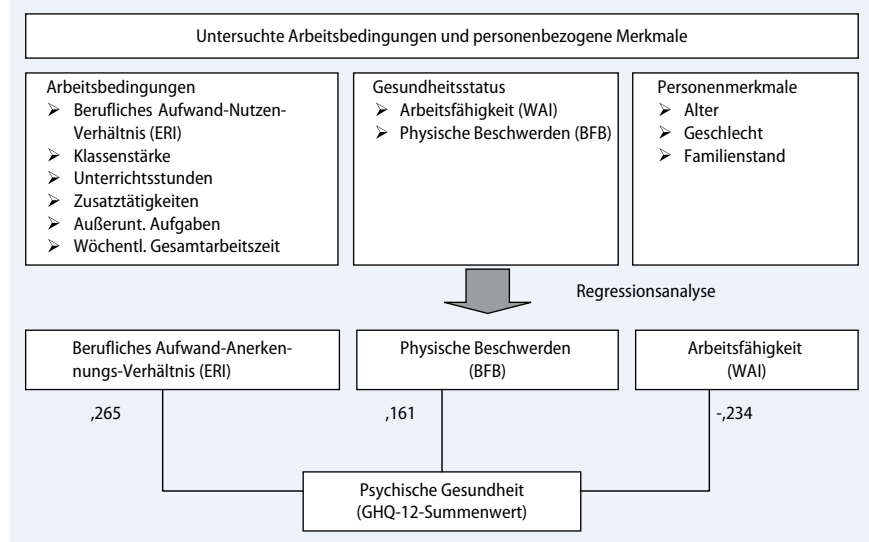 Untersuchte Arbeitsbedingungen und personenbezogene Merkmale
Arbeitsbedingungen
➢ Berufliches Aufwand-Nutzen-
Verhältnis (ERI)
➢ Klassenstärke
➢ Unterrichtsstunden
➢ Zusatztätigkeiten
➢ Außerunt. Aufgaben
➢ Wöchentl. Gesamtarbeitszeit
Gesundheitsstatus
➢ Arbeitsfähigkeit (WAI)
➢ Physische Beschwerden (BFB)
Personenmerkmale
➢ Alter
➢ Geschlecht
➢ Familienstand
Regressionsanalyse
Berufliches Aufwand-Anerken-
nungs-Verhältnis (ERI)
Physische Beschwerden
(BFB)
Arbeitsfähigkeit
(WAI)
,265
,161
-,234
Psychische Gesundheit
(GHQ-12-Summenwert)